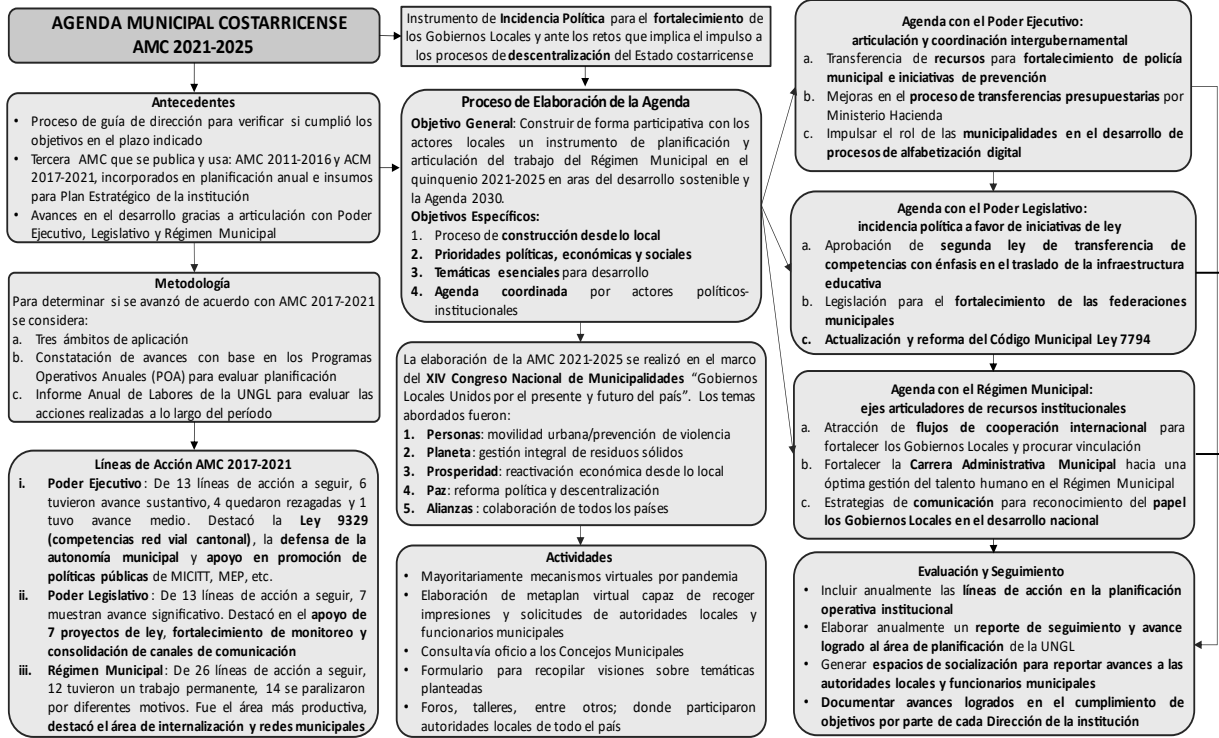 AGENDA MUNICIPAL COSTARRICENSE
AMC 2021-2025
Antecedentes
• Proceso de guía de dirección para verificar si cumplió los
objetivos en el plazo indicado
• Tercera AMC que se publica y usa: AMC 2011-2016 y ACM
2017-2021, incorporados en planificación anual e insumos
para Plan Estratégico de la institución
• Avances en el desarrollo gracias a articulación con Poder
Ejecutivo, Legislativo y Régimen Municipal
Metodología
Para determinar si se avanzó de acuerdo con AMC 2017-2021
se considera:
a. Tres ámbitos de aplicación
b. Constatación de avances con base en los Programas
Operativos Anuales (POA) para evaluar planificación
c. Informe Anual de Labores de la UNGL para evaluar las
acciones realizadas a lo largo del período
Líneas de Acción AMC 2017-2021
i. Poder Ejecutivo: De 13 líneas de acción a seguir, 6
tuvieron avance sustantivo, 4 quedaron rezagadas y 1
tuvo avance medio. Destacó la Ley 9329
(competencias red vial cantonal), la defensa de la
autonomía municipal y apoyo en promoción de
políticas públicas de MICITT, MEP, etc.
ii. Poder Legislativo: De 13 líneas de acción a seguir, 7
muestran avance significativo. Destacó en el apoyo de
7 proyectos de ley, fortalecimiento de monitoreo y
consolidación de canales de comunicación
iii. Régimen Municipal: De 26 líneas de acción a seguir,
12 tuvieron un trabajo permanente, 14 se paralizaron
por diferentes motivos. Fue el área más productiva,
destacó el área de internalización y redes municipales
Instrumento de Incidencia Política para el fortalecimiento de
los Gobiernos Locales y ante los retos que implica el impulso a
los procesos de descentralización del Estado costarricense
Proceso de Elaboración de la Agenda
Objetivo General: Construir de forma participativa con los
actores locales un instrumento de planificación y
articulación del trabajo del Régimen Municipal en el
quinquenio 2021-2025 en aras del desarrollo sostenible y
la Agenda 2030.
Objetivos Específicos:
1. Proceso de construcción desde lo local
2. Prioridades políticas, económicas y sociales
3. Temáticas esenciales para desarrollo
4. Agenda coordinada por actores políticos-
institucionales
La elaboración de la AMC 2021-2025 se realizó en el marco
del XIV Congreso Nacional de Municipalidades “Gobiernos
Locales Unidos por el presente y futuro del país”. Los temas
abordados fueron:
1. Personas: movilidad urbana/prevención de violencia
2. Planeta: gestión integral de residuos sólidos
3. Prosperidad: reactivación económica desde lo local
4. Paz: reforma política y descentralización
5. Alianzas : colaboración de todos los países
Actividades
• Mayoritariamente mecanismos virtuales por pandemia
• Elaboración de metaplan virtual capaz de recoger
impresiones y solicitudes de autoridades locales y
funcionarios municipales
• Consulta vía oficio a los Concejos Municipales
• Formulario para recopilar visiones sobre temáticas
planteadas
• Foros, talleres, entre otros; donde participaron
autoridades locales de todo el país
Agenda con el Poder Ejecutivo:
articulación y coordinación intergubernamental
a. Transferencia de recursos para fortalecimiento de policía
municipal e iniciativas de prevención
b. Mejoras en el proceso de transferencias presupuestarias por
Ministerio Hacienda
c. Impulsar el rol de las municipalidades en el desarrollo de
procesos de alfabetización digital
Agenda con el Poder Legislativo:
incidencia política a favor de iniciativas de ley
a. Aprobación de segunda ley de transferencia de
competencias con énfasis en el traslado de la infraestructura
educativa
b. Legislación para el fortalecimiento de las federaciones
municipales
c. Actualización y reforma del Código Municipal Ley 7794
Agenda con el Régimen Municipal:
ejes articuladores de recursos institucionales
a. Atracción de flujos de cooperación internacional para
fortalecer los Gobiernos Locales y procurar vinculación
b. Fortalecer la Carrera Administrativa Municipal hacia una
óptima gestión del talento humano en el Régimen Municipal
c. Estrategias de comunicación para reconocimiento del papel
los Gobiernos Locales en el desarrollo nacional
Evaluación y Seguimiento
• Incluir anualmente las líneas de acción en la planificación
operativa institucional
• Elaborar anualmente un reporte de seguimiento y avance
logrado al área de planificación de la UNGL
• Generar espacios de socialización para reportar avances a las
autoridades locales y funcionarios municipales
• Documentar avances logrados en el cumplimiento de
objetivos por parte de cada Dirección de la institución